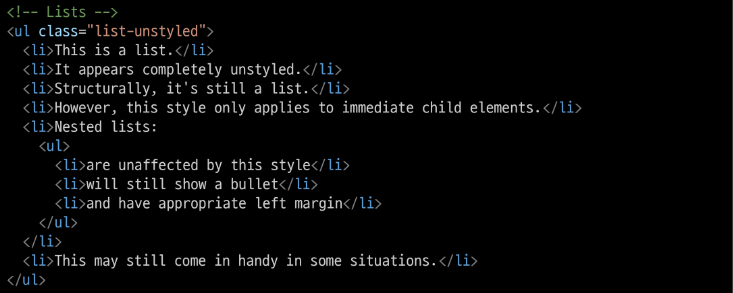 <!-- Lists -->
<ul class="list-unstyled">
  <li>This is a list.</li>
  <li>It appears completely unstyled.</li>
  <li>Structurally, it's still a list.</li>
  <li>However, this style only applies to immediate child elements.</li>
  <li>Nested lists:
    <ul>
      <li>are unaffected by this style</li>
      <li>will still show a bullet</li>
      <li>and have appropriate left margin</li>
    </ul>
  </li>
  <li>This may still come in handy in some situations.</li>
</ul>